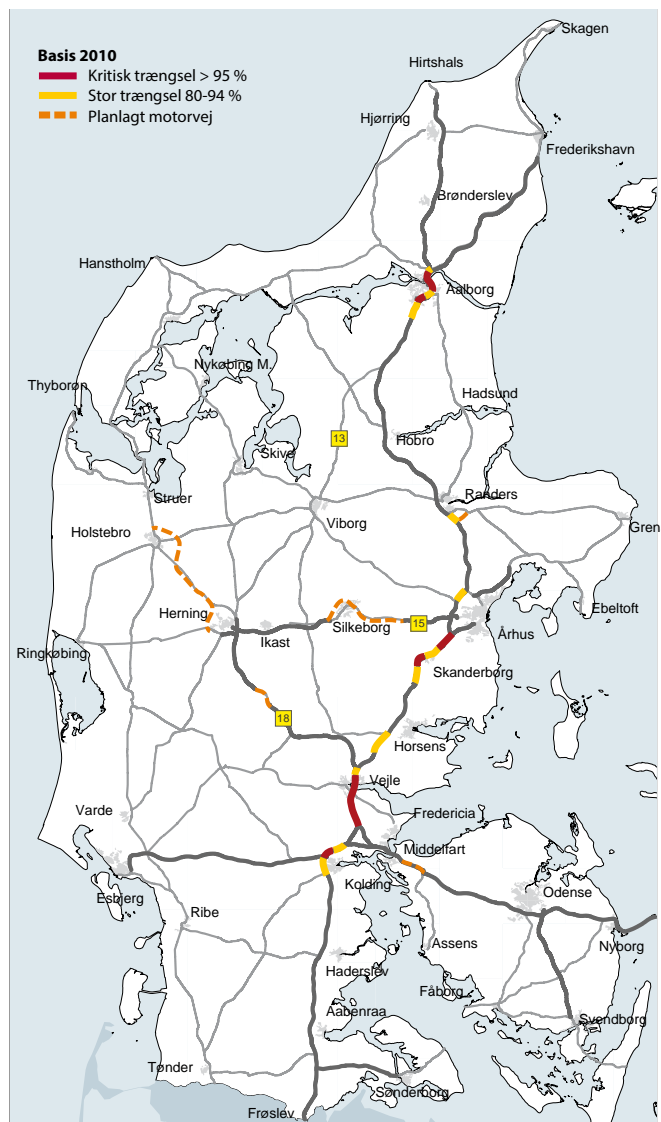 Skagen
Basis 2010
Kritisk trængsel > 95 %
Stor trængsel 80-94 %
Planlagt motorvej
Hirtshals
Hjørring
Frederikshavn
Brønderslev
Hanstholm
Aalborg
Nykøbing M.
Thyborøn
Hadsund
13
Hobro
Skive
Struer
Randers
Viborg
Gren
Holstebro
Herning
Ikast
Silkeborg
15
Ebeltoft
Århus
Ringkøbing
Skanderborg
18
Horsens
Vejle
Varde
Fredericia
Middelfart
Kolding
Esbjerg
Odense
Ribe
Assens
Nyborg
Haderslev
Fåborg
Aabenraa
Svendborg
Tønder
Sønderborg
Frøslev